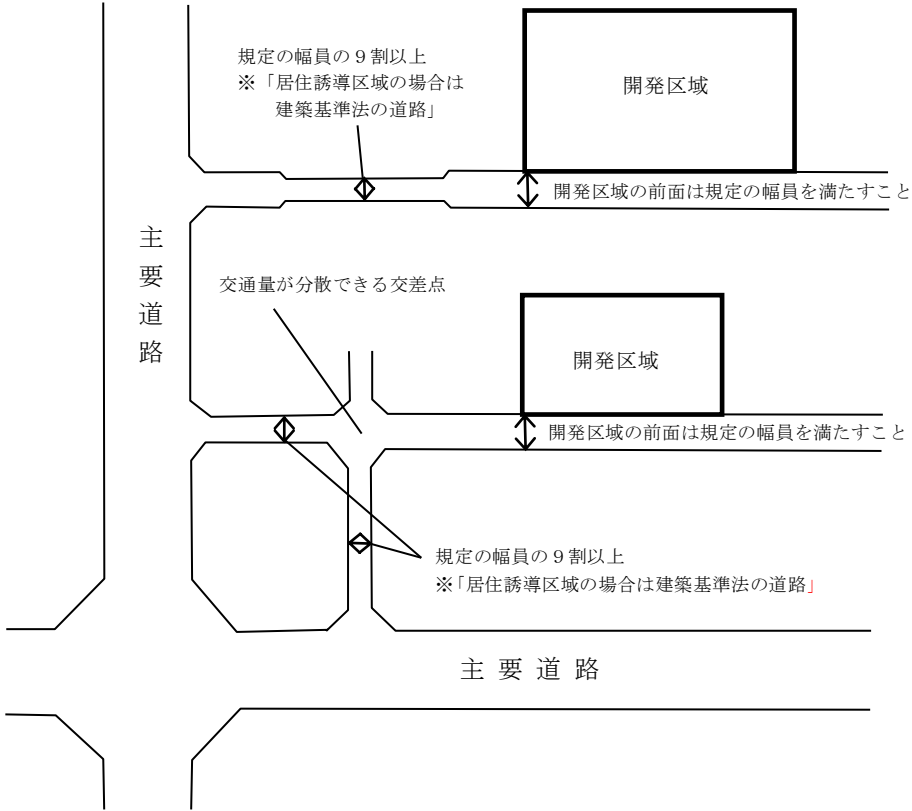 規定の幅員の９割以上
※「居住誘導区域の場合は
建築基準法の道路」
開発区域
開発区域の前面は規定の幅員を満たすこと
主要道路
交通量が分散できる交差点
開発区域
開発区域の前面は規定の幅員を満たすこと
規定の幅員の９割以上
※「居住誘導区域の場合は建築基準法の道路」
主要道路